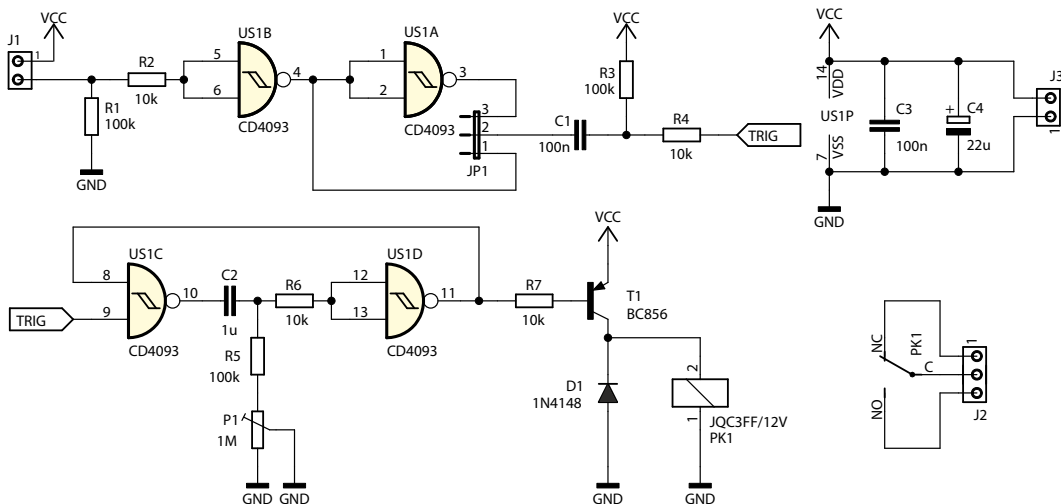 J1
1
VCC
R2
10k
R1
100k
GND
US1B
5
6
4
CD4093
US1A
1
2
3
CD4093
3
2
1
JP1
C1
100n
VCC
R3
100k
R4
10k
TRIG
VCC
14
VDD
US1P
VSS
7
GND
C3
100n
+
C4
22u
J3
1
TRIG
8
9
US1C
10
CD4093
C2
1u
R6
10k
R5
100k
P1
1M
GND
GND
US1D
12
13
11
CD4093
R7
10k
VCC
T1
BC856
D1
1N4148
GND
2
1
JQC3FF/12V
PK1
GND
NC
NO
PK1
C
1
J2